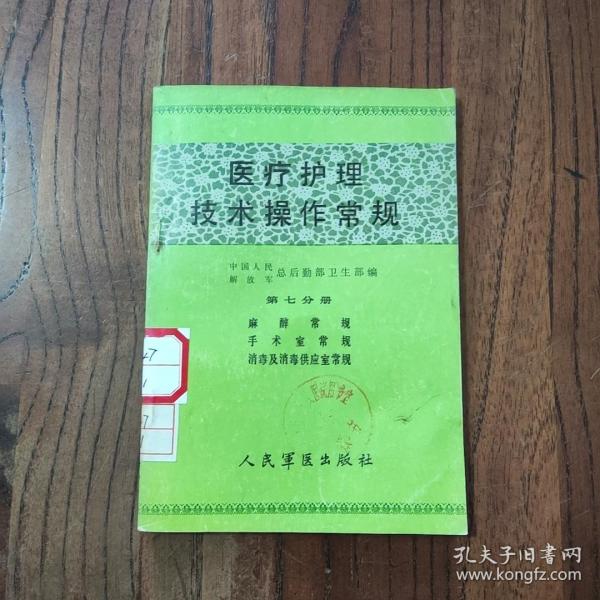 医疗护理
技术操作常规
中国人民
解放军
总后勤部卫生部编
第七分册
麻醉常规
手术室常规
消毒及消毒供应室常规
人民軍医出版社
孔夫子旧書网
www.kongfz.com